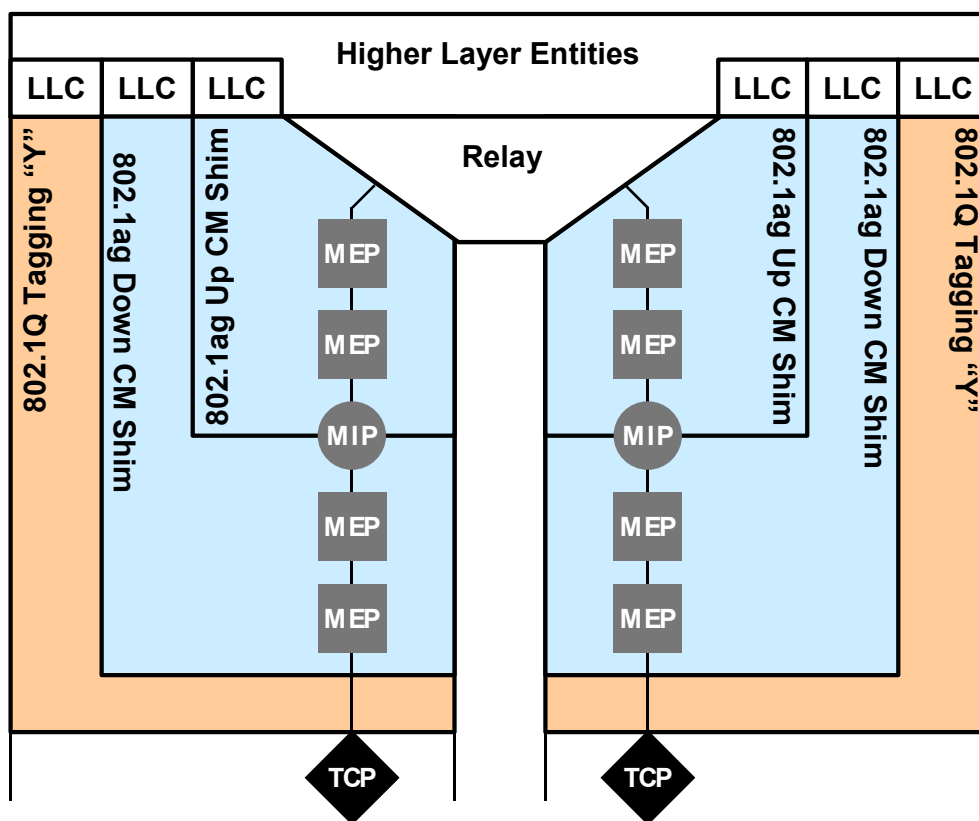 Higher Layer Entities
LLC LLC LLC LLC LLC LLC
Relay
802.1Q Tagging “Y”
802.1ag Down CM Shim
802.1ag Up CM Shim
802.1ag Up CM Shim
802.1ag Down CM Shim
802.1Q Tagging “Y”
MEP MEP
MEP MEP
MIP MIP
MEP MEP
MEP MEP
TCP TCP